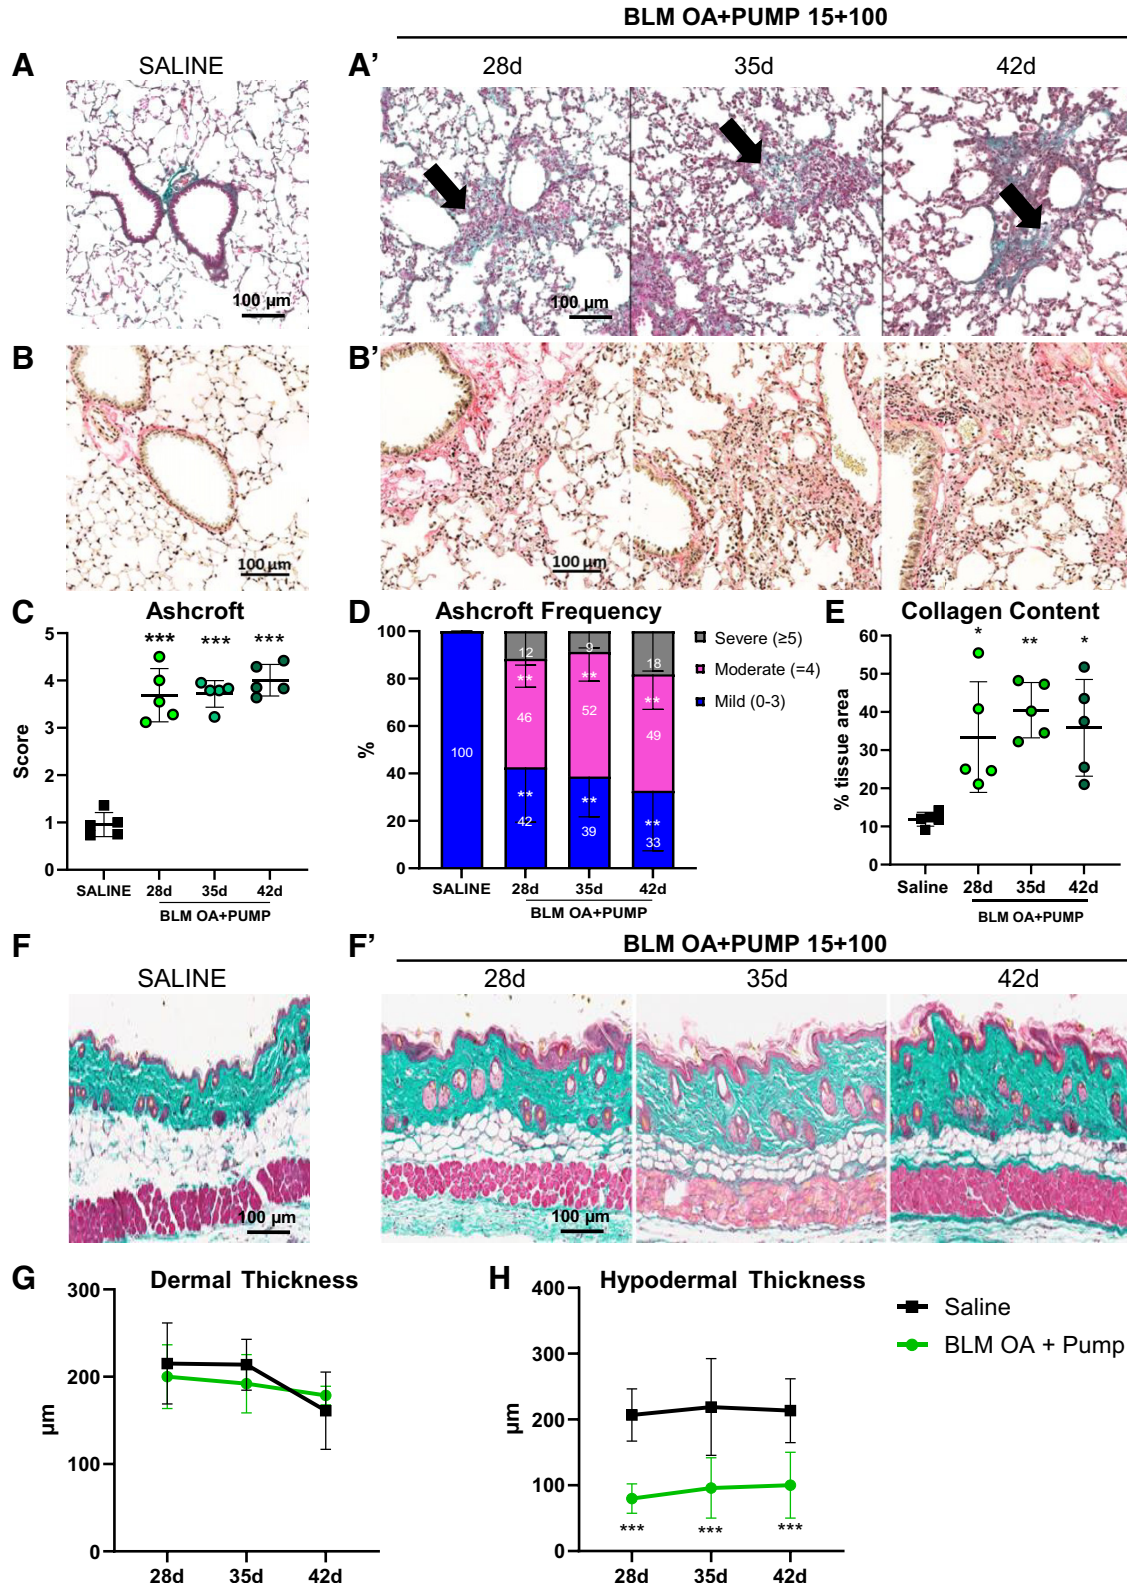 BLM OA+PUMP 15+100
A SALINE A’ 28d 35d 42d
100 µm
100 µm
B B’
100 µm
100 µm
C Ashcroft
Score
5
4
3
2
1
0
***
***
***
SALINE 28d 35d 42d
BLM OA+PUMP
D Ashcroft Frequency
%
100
80
60
40
20
0
100
12
**
46
**
42
9
**
52
**
39
18
**
49
**
33
SALINE 28d 35d 42d
BLM OA+PUMP
Severe (≥5)
Moderate (=4)
Mild (0-3)
E Collagen Content
% tissue area
60
50
40
30
20
10
0
*
**
*
Saline 28d 35d 42d
BLM OA+PUMP
F SALINE
F’ BLM OA+PUMP 15+100
28d 35d 42d
100 µm
100 µm
G Dermal Thickness
µm
300
200
100
0
28d 35d 42d
H Hypodermal Thickness
µm
400
300
200
100
0
***
***
***
28d 35d 42d
Saline
BLM OA + Pump